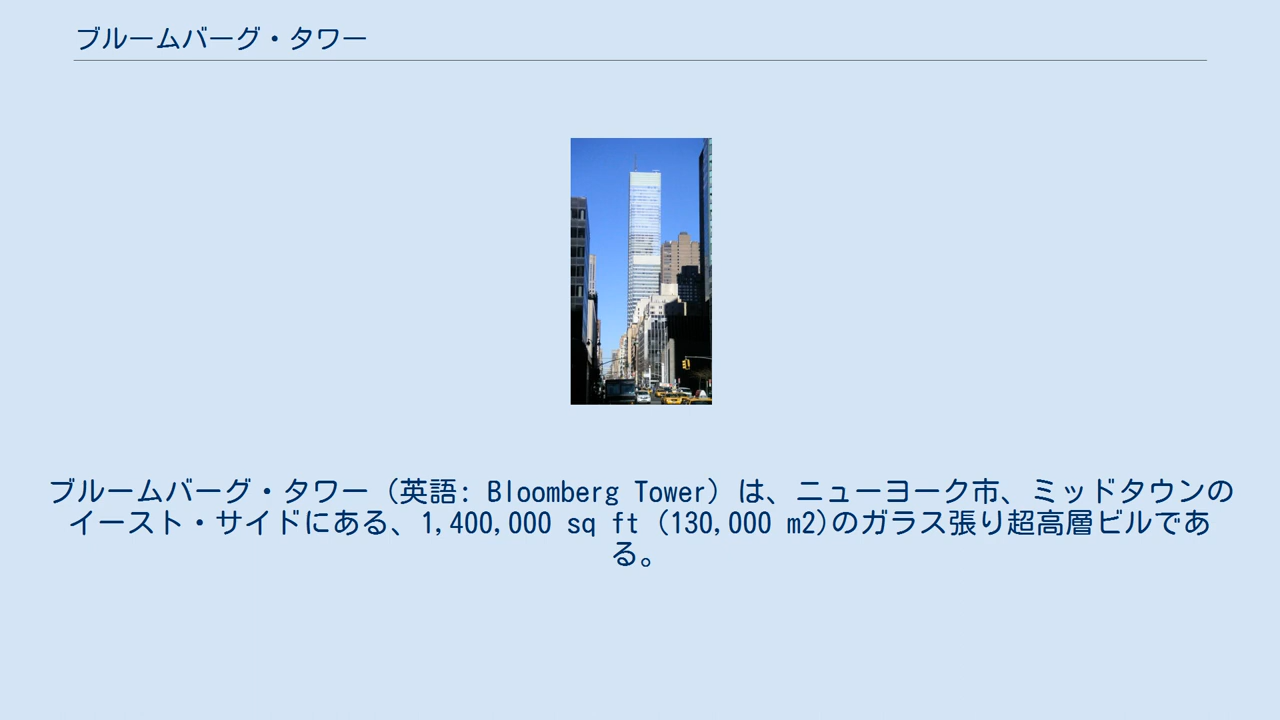 ブルームバーグ・タワー
ブルームバーグ・タワー（英語: Bloomberg Tower）は、ニューヨーク市、ミッドタウンの
イースト・サイドにある、1,400,000 sq ft (130,000 m2)のガラス張り超高層ビルであ
る。